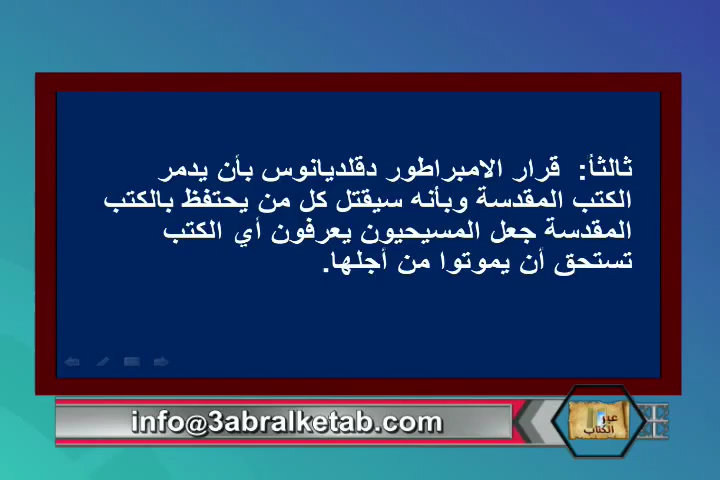 ثالثاً: قرار الامبراطور دقلديانوس بأن يدمر
الكتب المقدسة وبأنه سيقتل كل من يحتفظ بالكتب
المقدسة جعل المسيحيون يعرفون أي الكتب
تستحق أن يموتوا من أجلها.
info@3abralketab.com
عبر
الكتاب